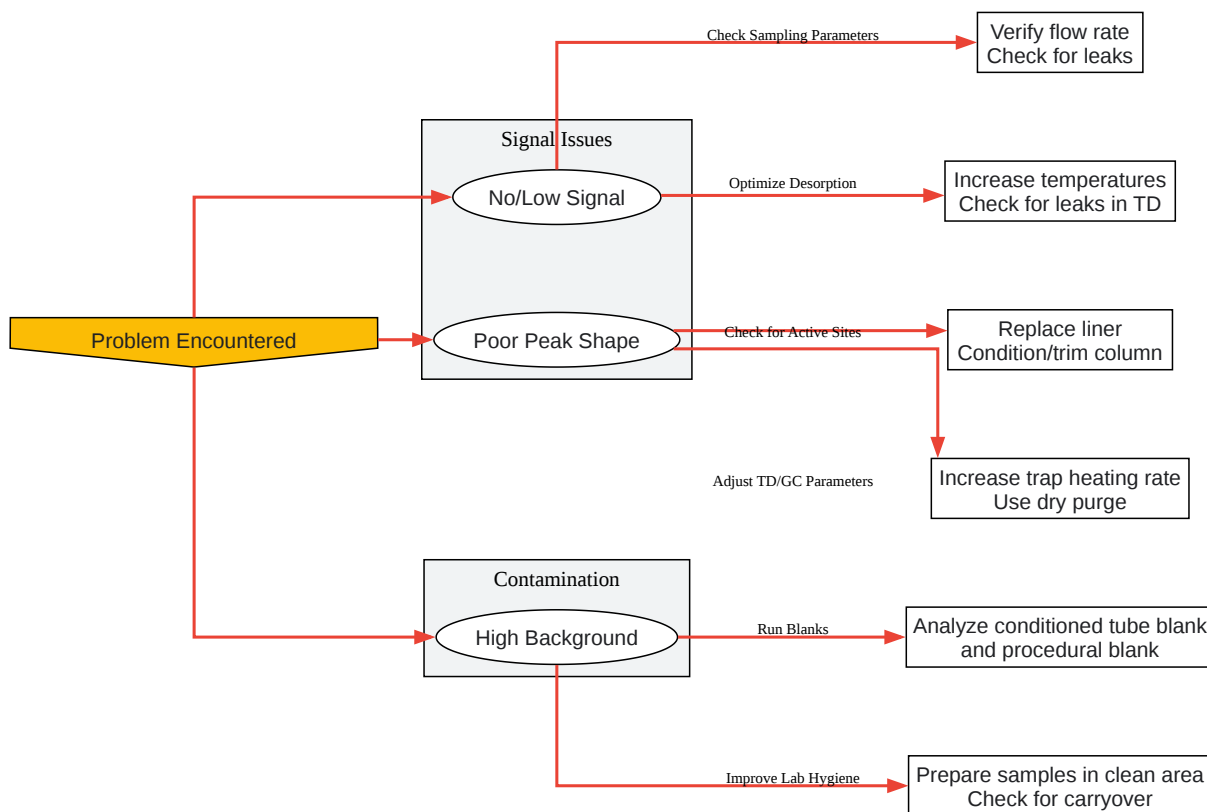 Check Sampling Parameters
Verify flow rate
Check for leaks
Signal Issues
No/Low Signal
Optimize Desorption
Increase temperatures
Check for leaks in TD
Problem Encountered
Poor Peak Shape
Check for Active Sites
Replace liner
Condition/trim column
Adjust TD/GC Parameters
Increase trap heating rate
Use dry purge
Contamination
High Background
Run Blanks
Analyze conditioned tube blank
and procedural blank
Improve Lab Hygiene
Prepare samples in clean area
Check for carryover